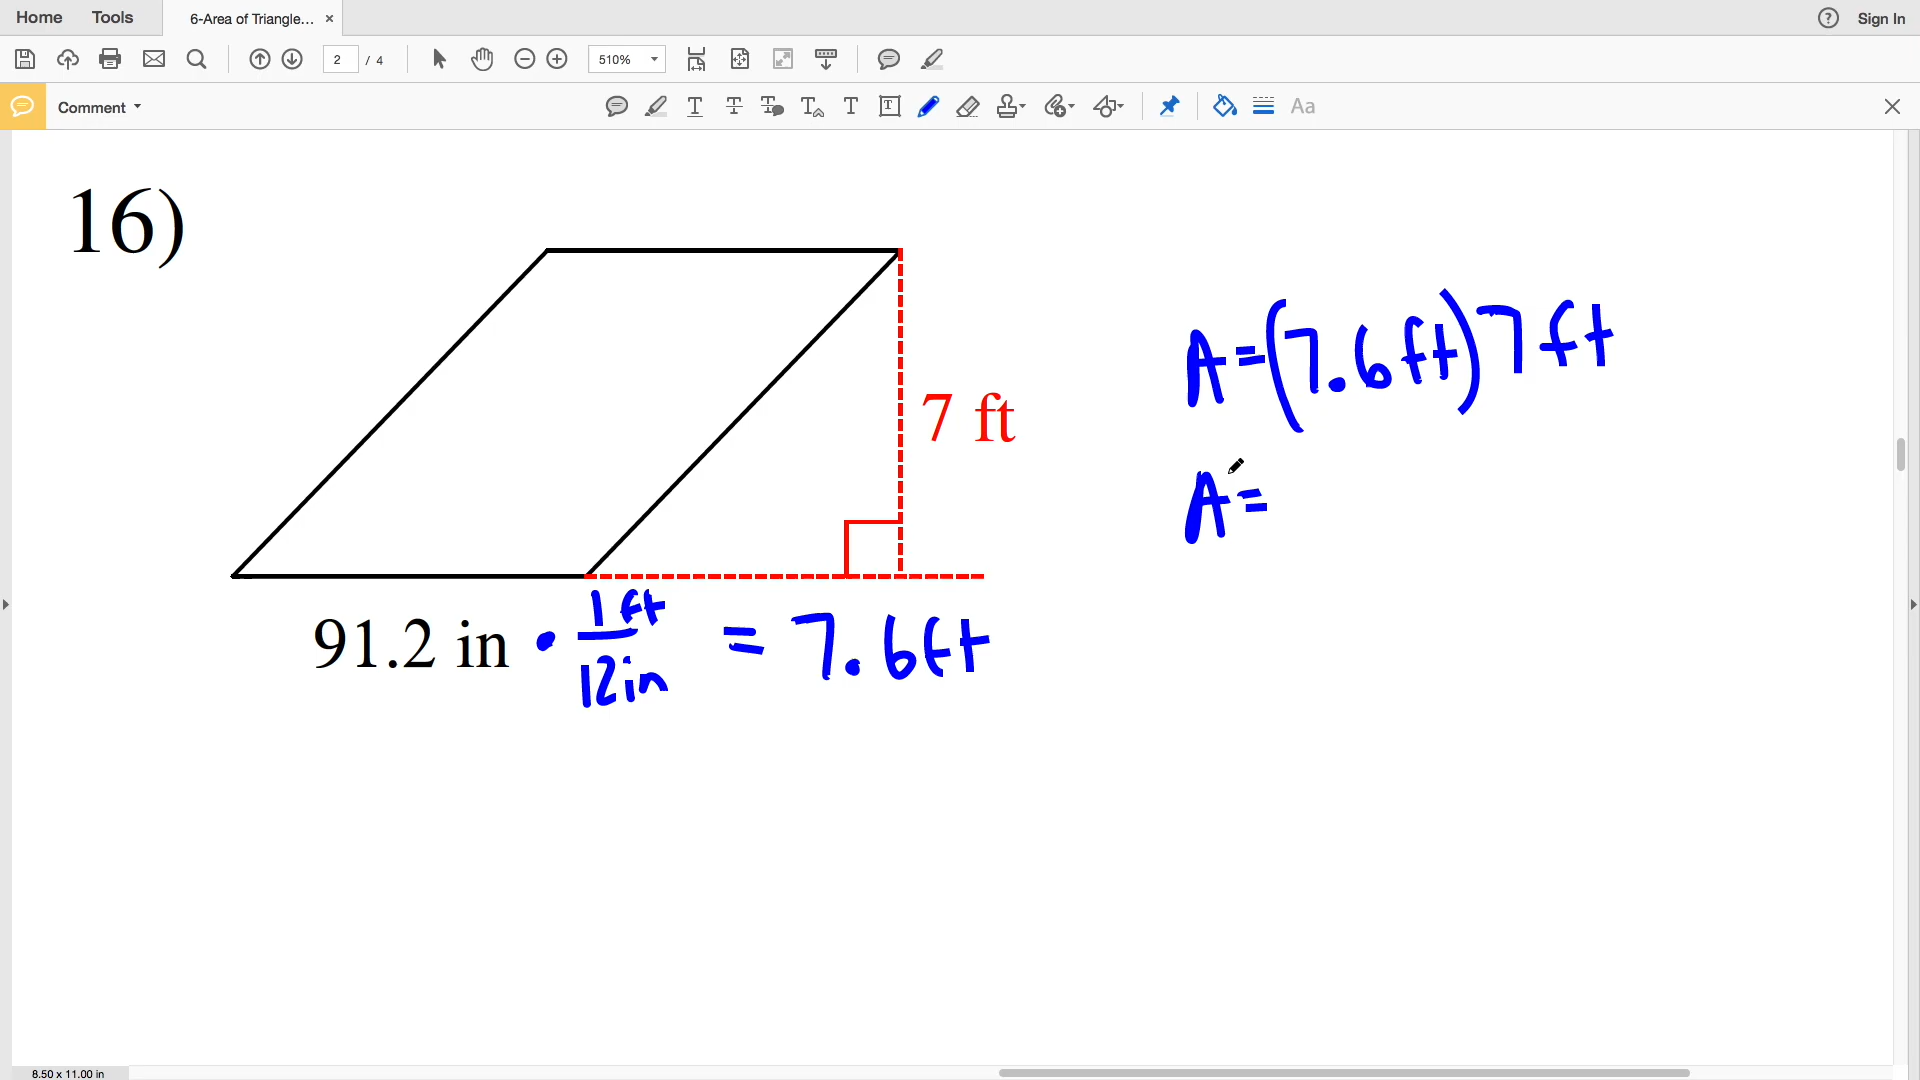 Home Tools 6-Area of Triangle... × ? Sign In
2 / 4 510%
Comment T T T T T T Aa
16)
A=(7.6ft)7ft
7 ft
A=
91.2 in • 1ft/12in = 7.6ft
8.50 x 11.00 in